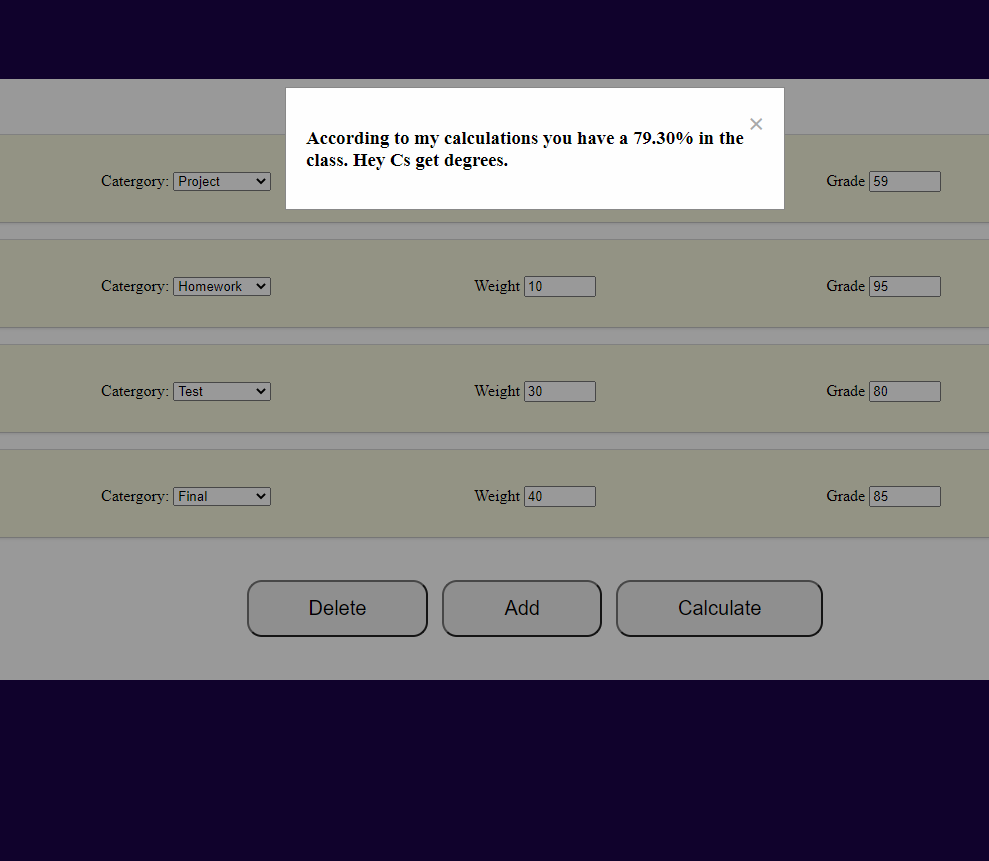 ×
According to my calculations you have a 79.30% in the
class. Hey Cs get degrees.
Catergory: Project Grade 59
Catergory: Homework Weight 10 Grade 95
Catergory: Test Weight 30 Grade 80
Catergory: Final Weight 40 Grade 85
Delete Add Calculate